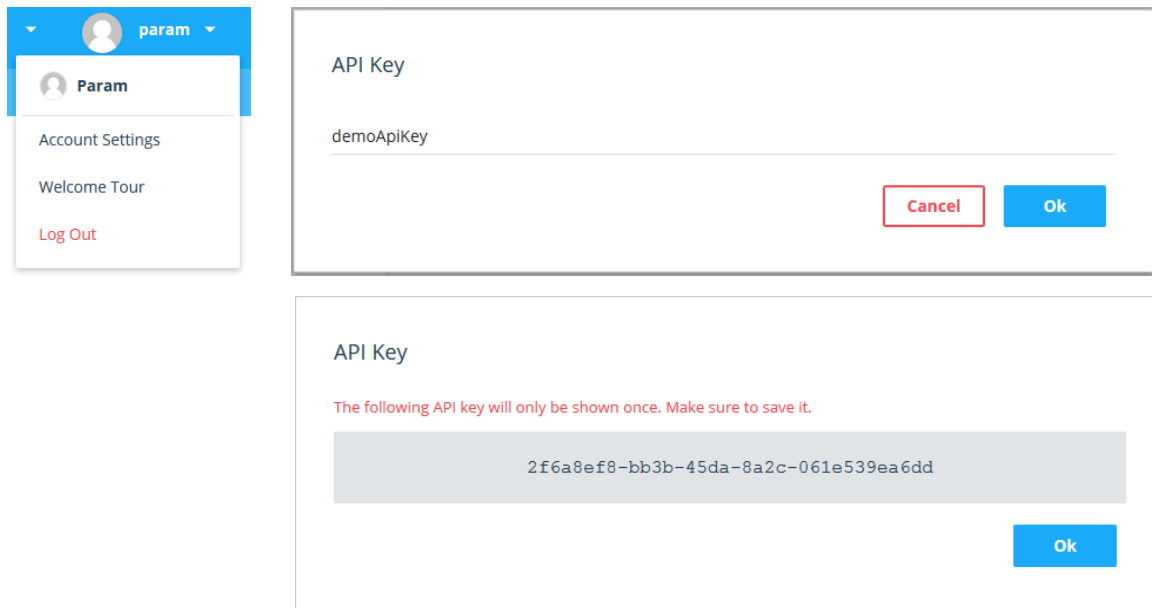 param
Param
Account Settings
Welcome Tour
Log Out
API Key
demoApiKey
Cancel
Ok
API Key
The following API key will only be shown once. Make sure to save it.
2f6a8ef8-bb3b-45da-8a2c-061e539ea6dd
Ok